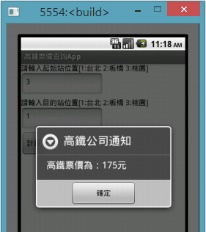 5554:<build>
11:18 AM
高鐵票價查詢App
請輸入起始站位置[1:台北 2:板橋 3:桃園]
3
請輸入目的站位置[1:台北 2:板橋 3:桃園]
1
高鐵公司通知
高鐵票價為：175元
確定